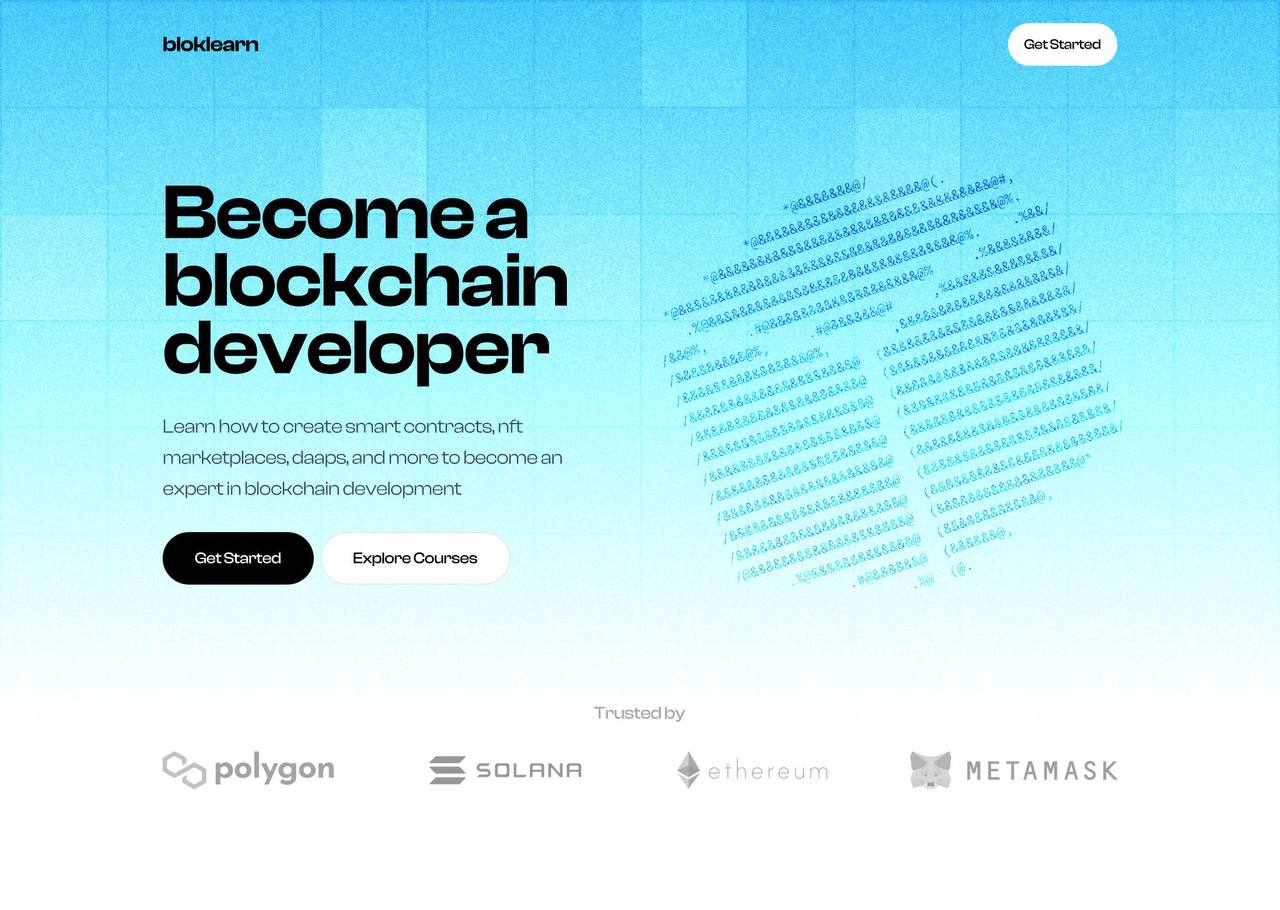 bloklearn
Get Started
Become a
blockchain
developer
Learn how to create smart contracts, nft
marketplaces, daaps, and more to become an
expert in blockchain development
Get Started
Explore Courses
Trusted by
polygon
SOLANA
ethereum
METAMASK